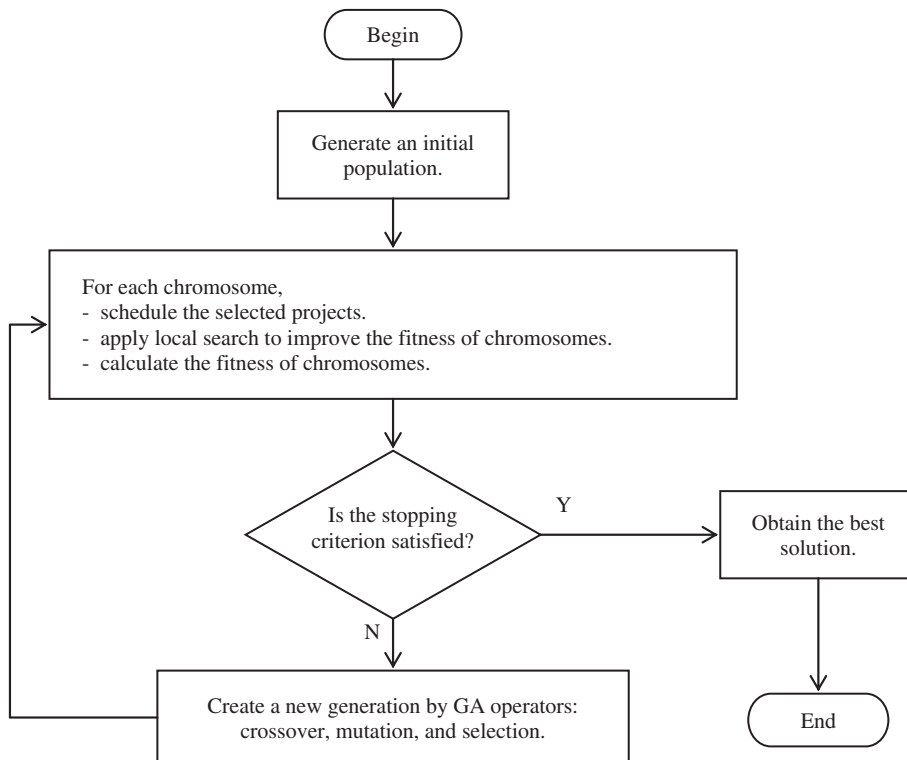 Begin
Generate an initial
population.
For each chromosome,
- schedule the selected projects.
- apply local search to improve the fitness of chromosomes.
- calculate the fitness of chromosomes.
Is the stopping
criterion satisfied?
Y
Obtain the best
solution.
N
Create a new generation by GA operators:
crossover, mutation, and selection.
End